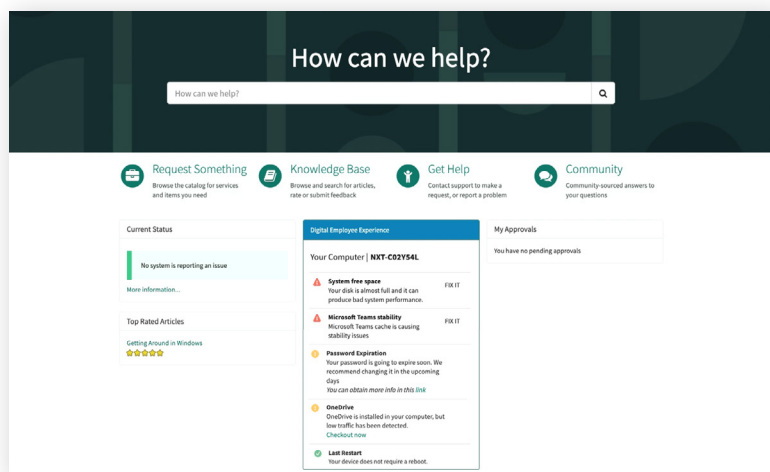 How can we help?
How can we help?
Request Something
Browse the catalog for services
and items you need
Knowledge Base
Browse and search for articles,
rate or submit feedback
Get Help
Contact support to make a
request, or report a problem
Community
Community-sourced answers to
your questions
Current Status
No system is reporting an issue
More information...
Top Rated Articles
Getting Around in Windows
Digital Employee Experience
Your Computer | NXT-C02Y54L
System free space
FIX IT
Your disk is almost full and it can
produce bad system performance.
Microsoft Teams stability
FIX IT
Microsoft Teams cache is causing
stability issues
Password Expiration
Your password is going to expire soon. We
recommend changing it in the upcoming
days
You can obtain more info in this link
OneDrive
OneDrive is installed in your computer, but
low traffic has been detected.
Checkout now
Last Restart
Your device does not require a reboot.
My Approvals
You have no pending approvals